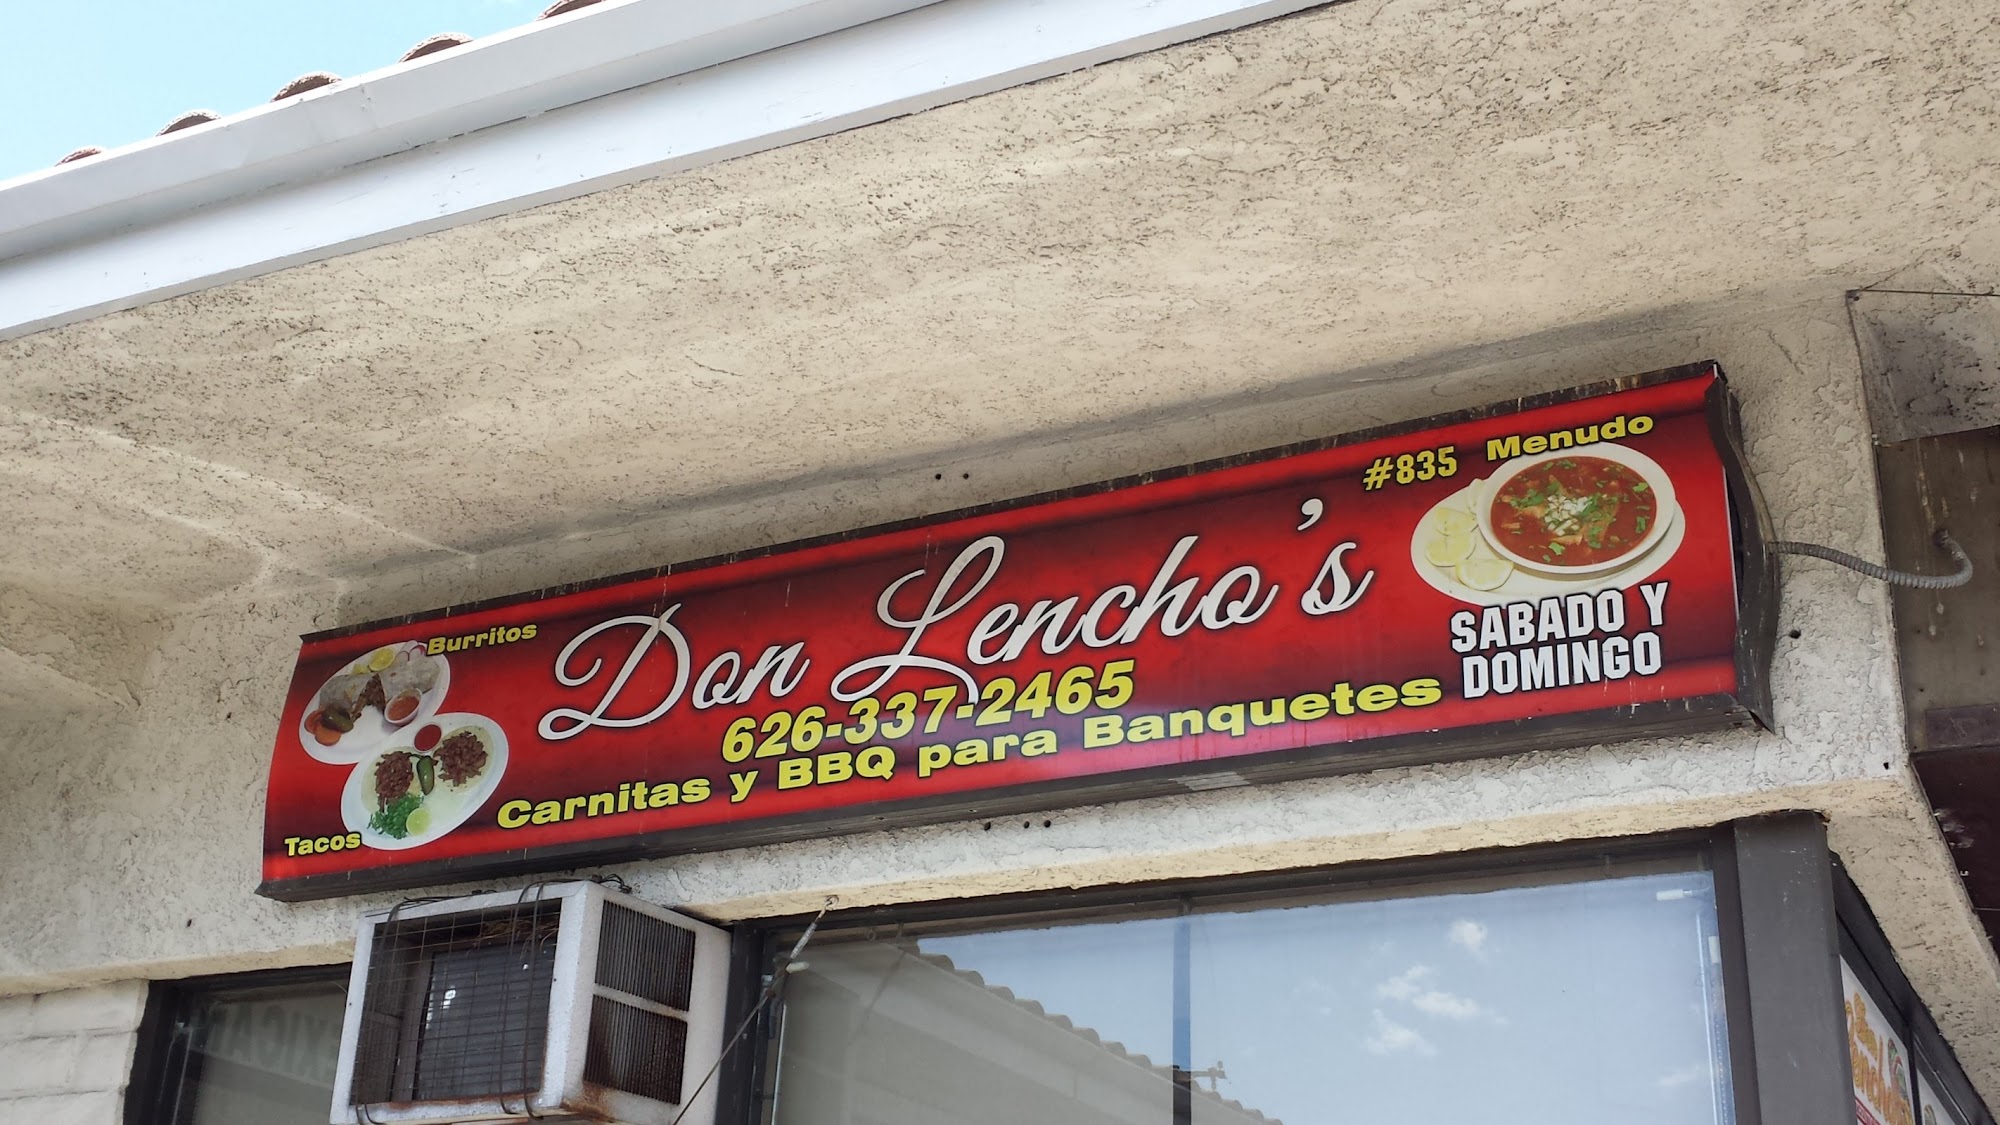 Burritos
Tacos
Don Lencho's
626-337-2465
Carnitas y BBQ para Banquetes
#835 Menudo
SABADO Y
DOMINGO